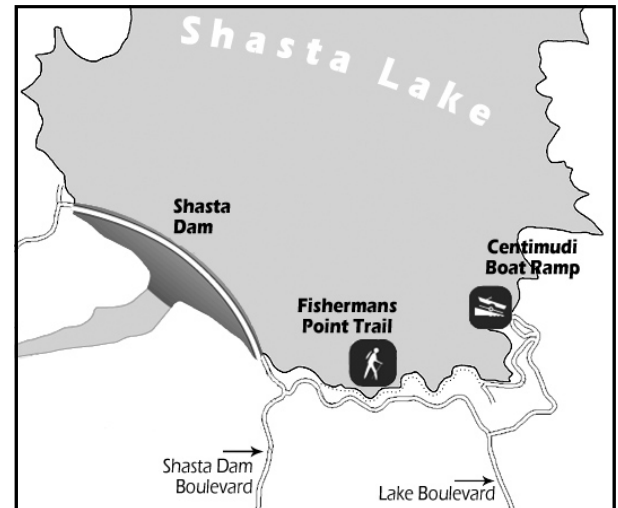 Shasta Lake
Shasta
Dam
Centimudi
Boat Ramp
Fishermans
Point Trail
Shasta Dam
Boulevard
Lake Boulevard